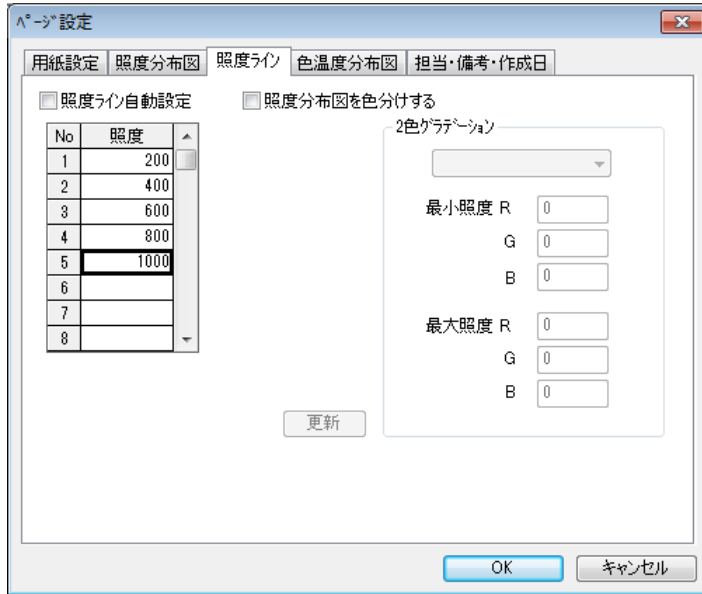 ﾍﾟｰｼﾞ設定
用紙設定 照度分布図 照度ﾗｲﾝ 色温度分布図 担当･備考･作成日
照度ﾗｲﾝ自動設定 照度分布図を色分けする
No 照度
1 200
2 400
3 600
4 800
5 1000
6
7
8
2色ｸﾞﾗﾃﾞｰｼｮﾝ
最小照度 R 0
G 0
B 0
最大照度 R 0
G 0
B 0
更新
OK キャンセル